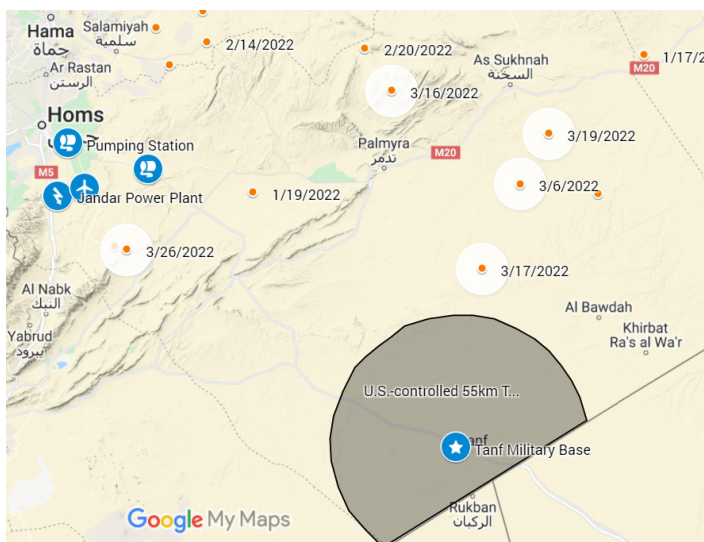 Hama
حماة
Salamiyah
سلمية
2/14/2022
2/20/2022
As Sukhnah
السخنة
1/17/2
M20
Ar Rastan
الرستن
3/16/2022
Homs
Pumping Station
3/19/2022
Palmyra
تدمر
M20
M5
Jandar Power Plant
1/19/2022
3/6/2022
3/26/2022
3/17/2022
Al Nabk
النبك
Yabrud
يبرود
Al Bawdah
Khirbat
Ra's al Wa'r
U.S.-controlled 55km T...
Tanf Military Base
Rukban
الركبان
Google My Maps